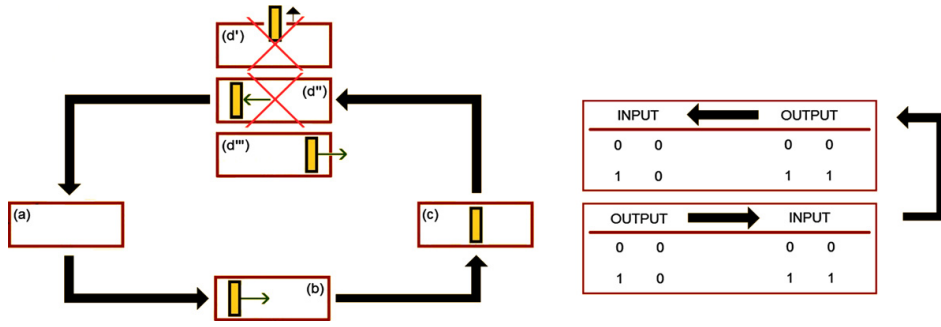 (d')
(d'')
(d''')
(a)
(c)
(b)
INPUT OUTPUT
0 0 0 0
1 0 1 1
OUTPUT INPUT
0 0 0 0
1 0 1 1